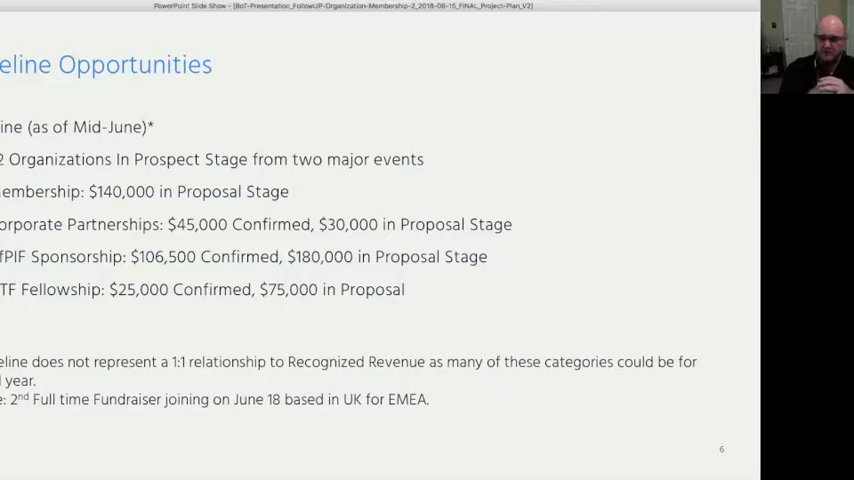 PowerPoint Slide Show - [BoT-Presentation_FollowUP-Organization-Membership-2_2018-06-15_FINAL_Project-Plan_V2]
eline Opportunities
ine (as of Mid-June)*
2 Organizations In Prospect Stage from two major events
embership: $140,000 in Proposal Stage
orporate Partnerships: $45,000 Confirmed, $30,000 in Proposal Stage
fPIF Sponsorship: $106,500 Confirmed, $180,000 in Proposal Stage
TF Fellowship: $25,000 Confirmed, $75,000 in Proposal
eline does not represent a 1:1 relationship to Recognized Revenue as many of these categories could be for
l year.
e: 2nd Full time Fundraiser joining on June 18 based in UK for EMEA.
6